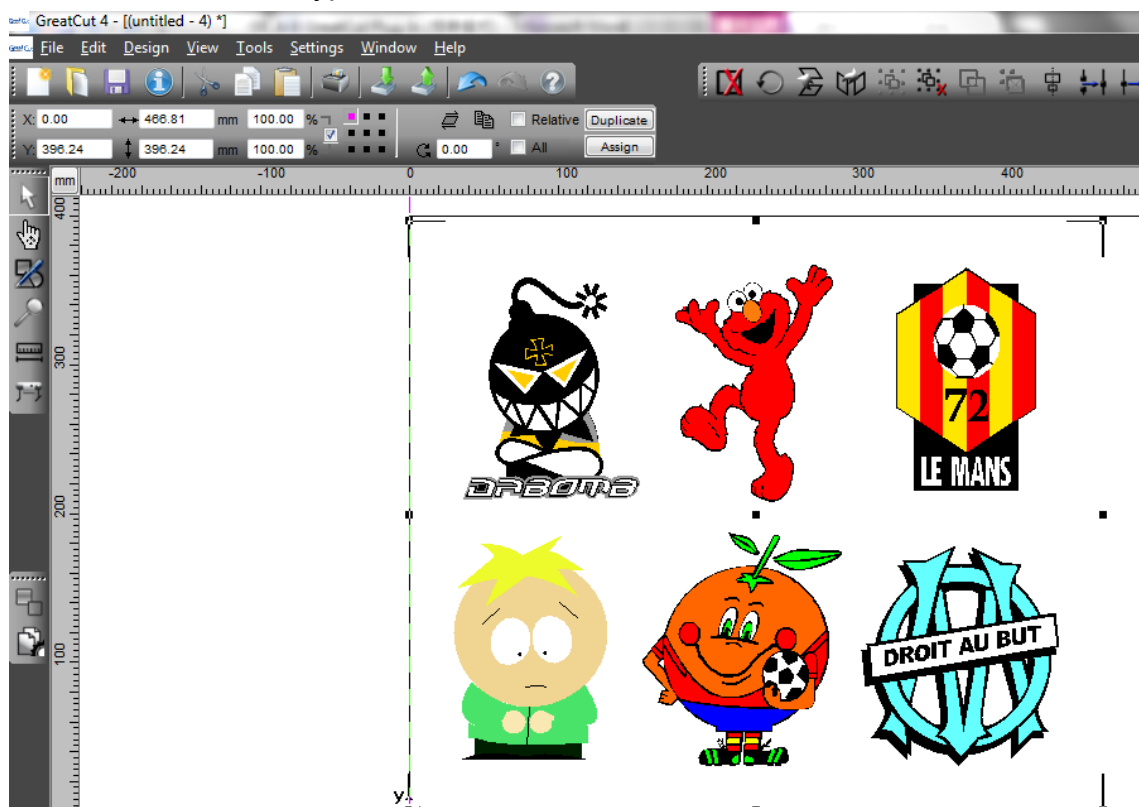 GreatCut 4 - [(untitled - 4) *]
File Edit Design View Tools Settings Window Help
X: 0.00 466.81 mm 100.00 % Relative Duplicate
Y: 396.24 396.24 mm 100.00 % 0.00 ° All Assign
mm -200 -100 0 100 200 300 400
400
300
200
100
72
LE MANS
DABOMB
DROIT AU BUT
y